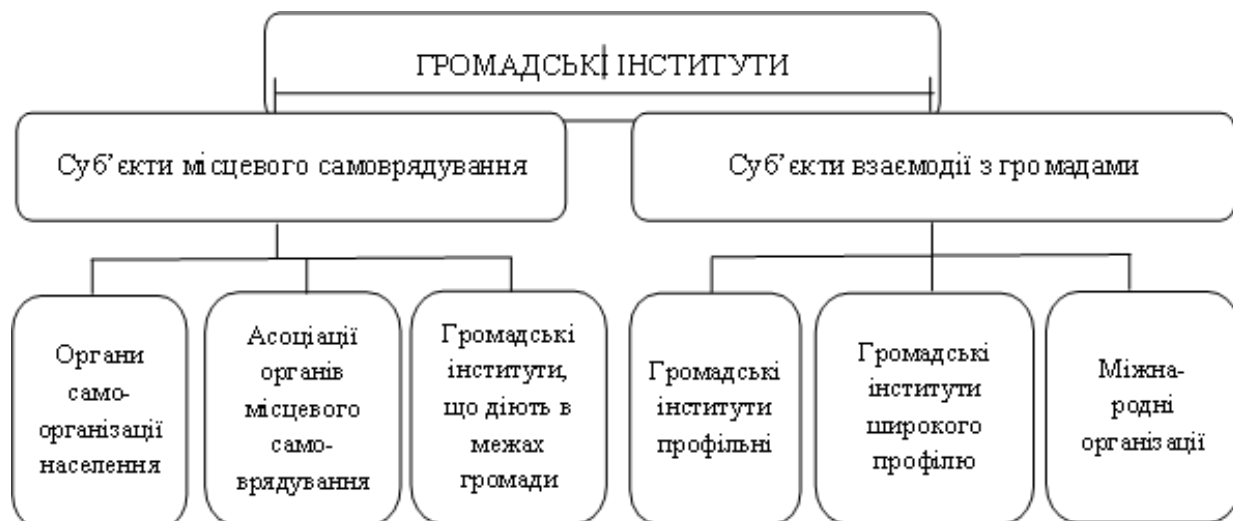 ГРОМАДСЬКІ ІНСТИТУТИ
Суб’єкти місцевого самоврядування
Суб’єкти взаємодії з громадами
Органи
само-
організації
населення
Асоціації
органів
місцевого
само-
врядування
Громадські
інститути,
що діють в
межах
громади
Громадські
інститути
профільні
Громадські
інститути
широкого
профілю
Міжна-
родні
організації